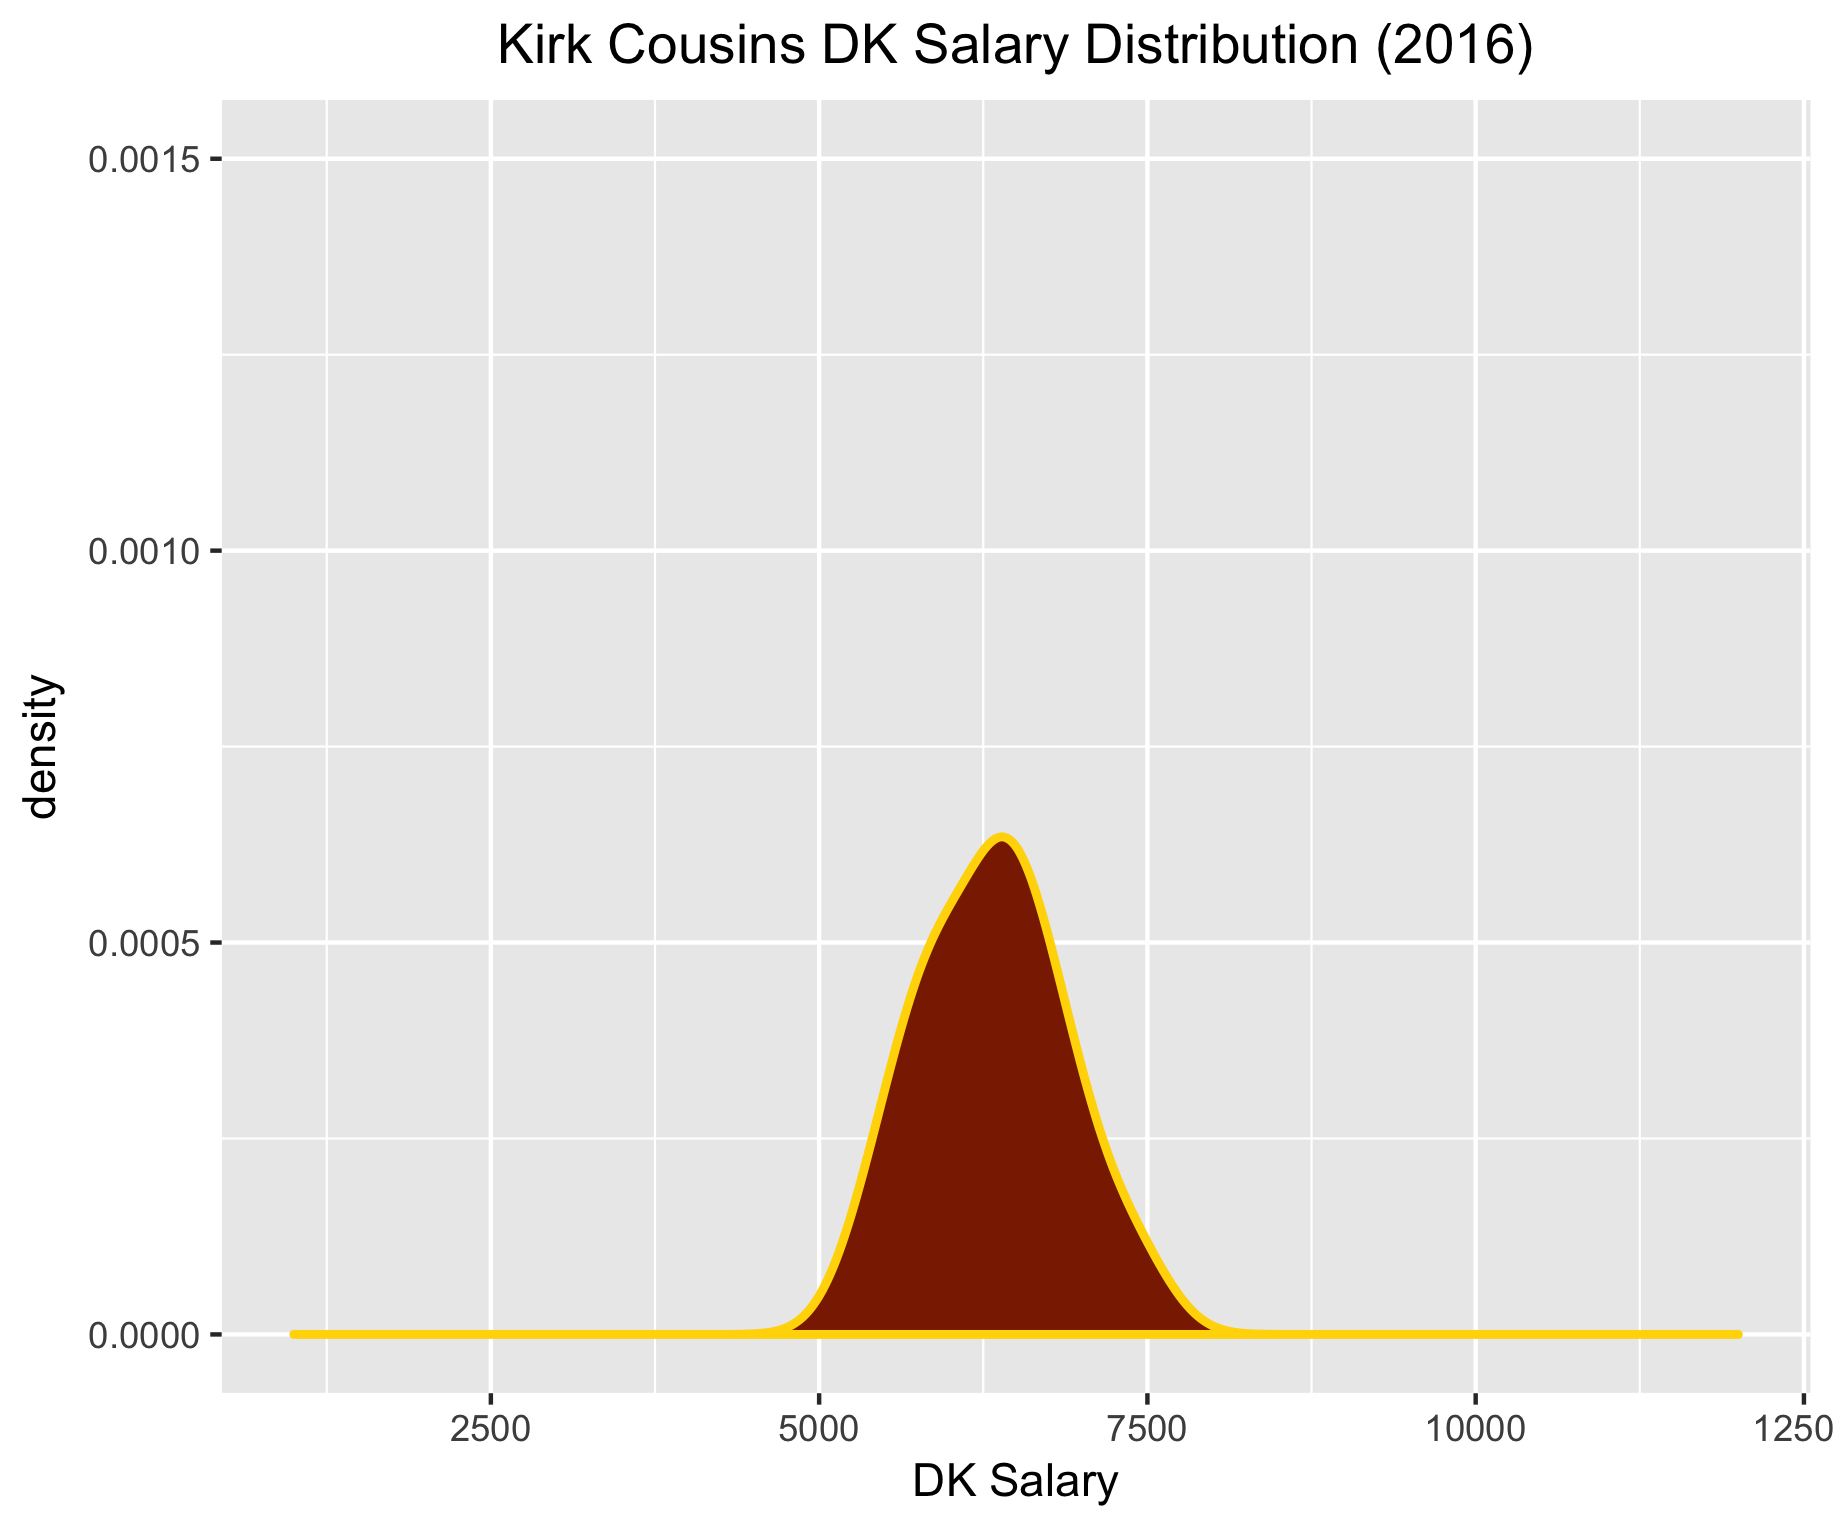 Kirk Cousins DK Salary Distribution (2016)
0.0015
0.0010
density
0.0005
0.0000
2500 5000 7500 10000 1250
DK Salary